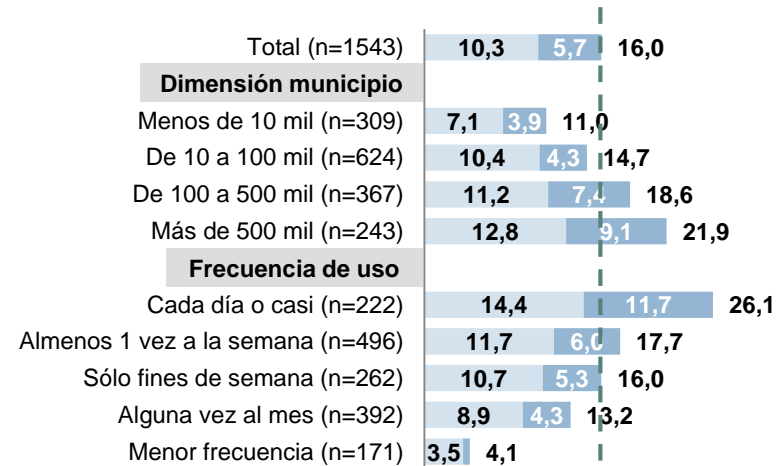 Total (n=1543) 10,3 5,7 16,0
Dimensión municipio
Menos de 10 mil (n=309) 7,1 3,9 11,0
De 10 a 100 mil (n=624) 10,4 4,3 14,7
De 100 a 500 mil (n=367) 11,2 7,4 18,6
Más de 500 mil (n=243) 12,8 9,1 21,9
Frecuencia de uso
Cada día o casi (n=222) 14,4 11,7 26,1
Almenos 1 vez a la semana (n=496) 11,7 6,0 17,7
Sólo fines de semana (n=262) 10,7 5,3 16,0
Alguna vez al mes (n=392) 8,9 4,3 13,2
Menor frecuencia (n=171) 3,5 4,1